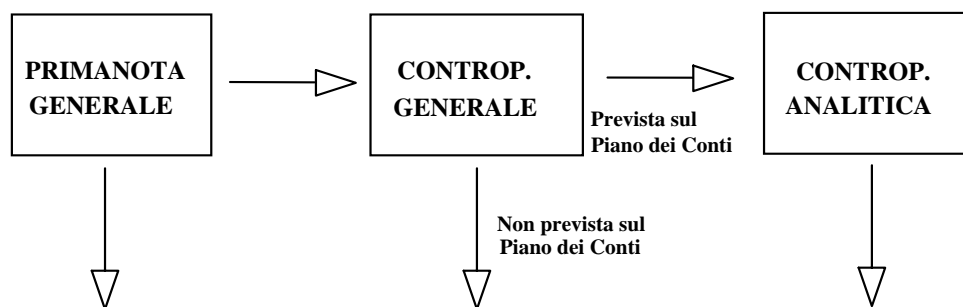 PRIMANOTA
GENERALE
CONTROP.
GENERALE
Prevista sul
Piano dei Conti
CONTROP.
ANALITICA
Non prevista sul
Piano dei Conti